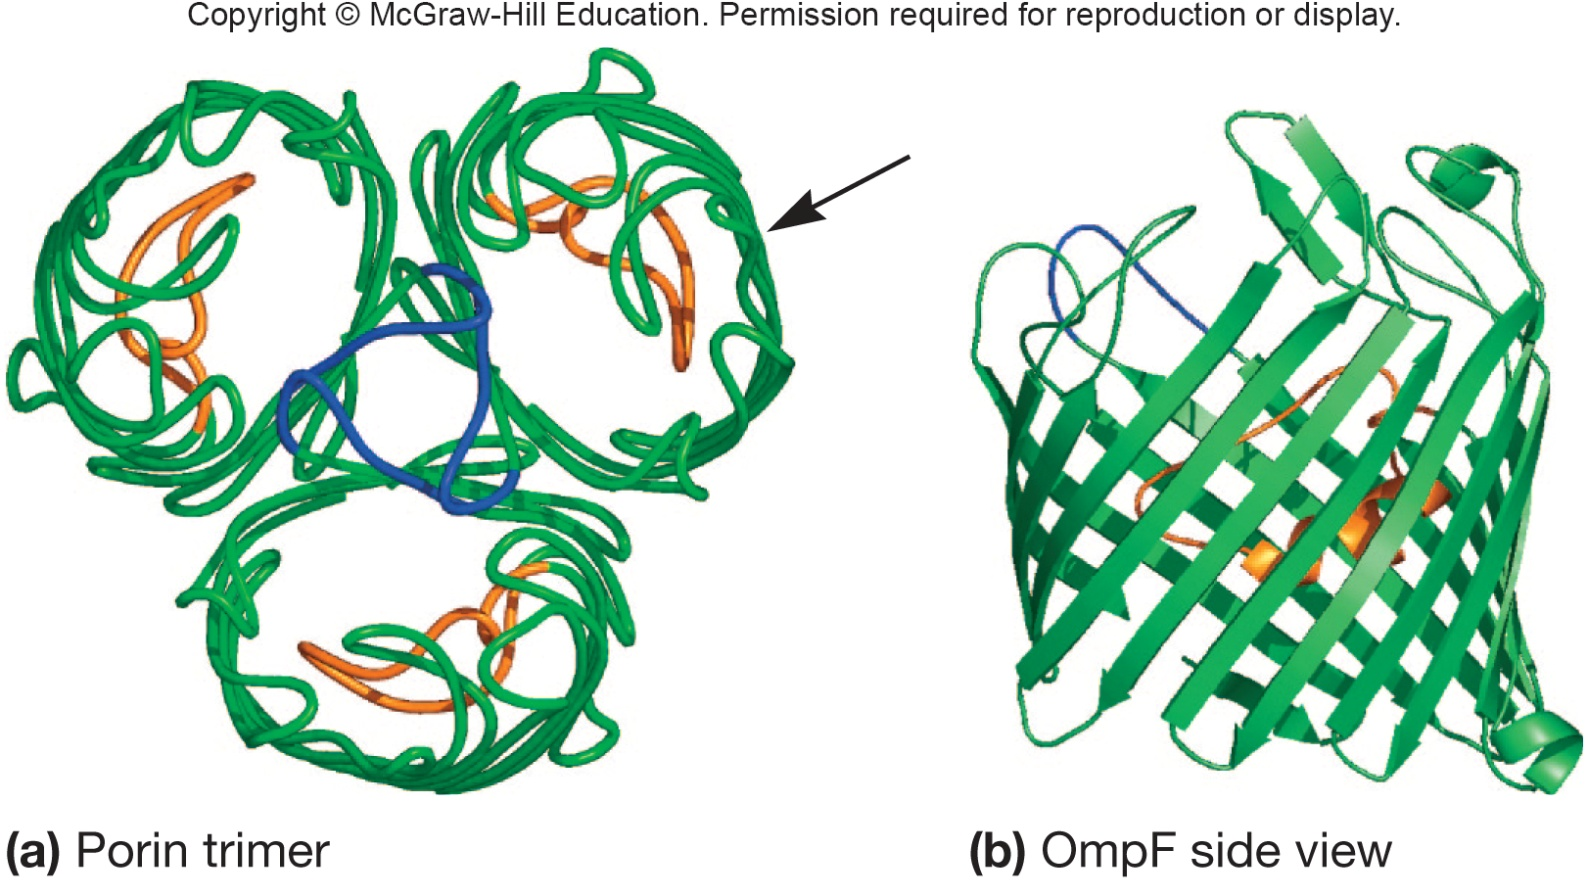 Copyright © McGraw-Hill Education. Permission required for reproduction or display.
(a) Porin trimer
(b) OmpF side view